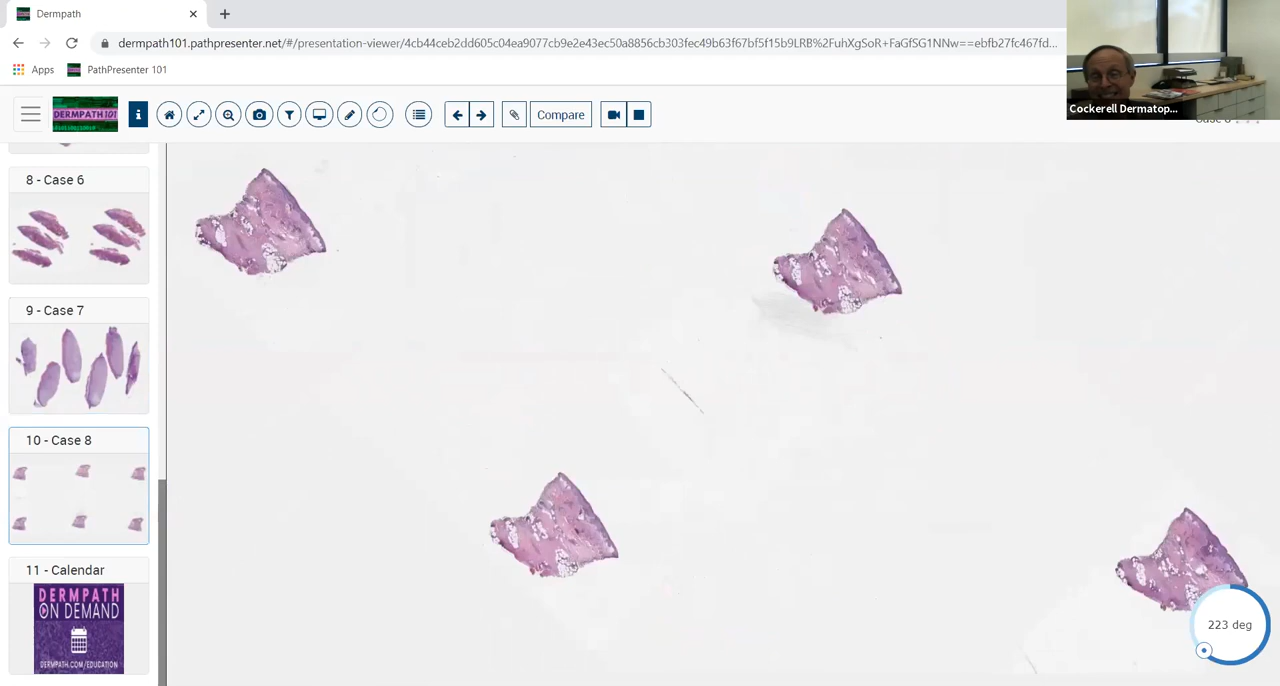 Dermpath
dermpath101.pathpresenter.net/#/presentation-viewer/4cb44ceb2dd605c04ea9077cb9e2e43ec50a8856cb303fec49b63f67bf5f15b9LRB%2FuhXgSoR+FaGfSG1NNw==ebfb27fc467fd...
Apps
PathPresenter 101
DERMPATH101
Compare
Cockerell Dermatop...
8 - Case 6
9 - Case 7
10 - Case 8
11 - Calendar
DERMPATH
ON DEMAND
DERMPATH.COM/EDUCATION
223 deg